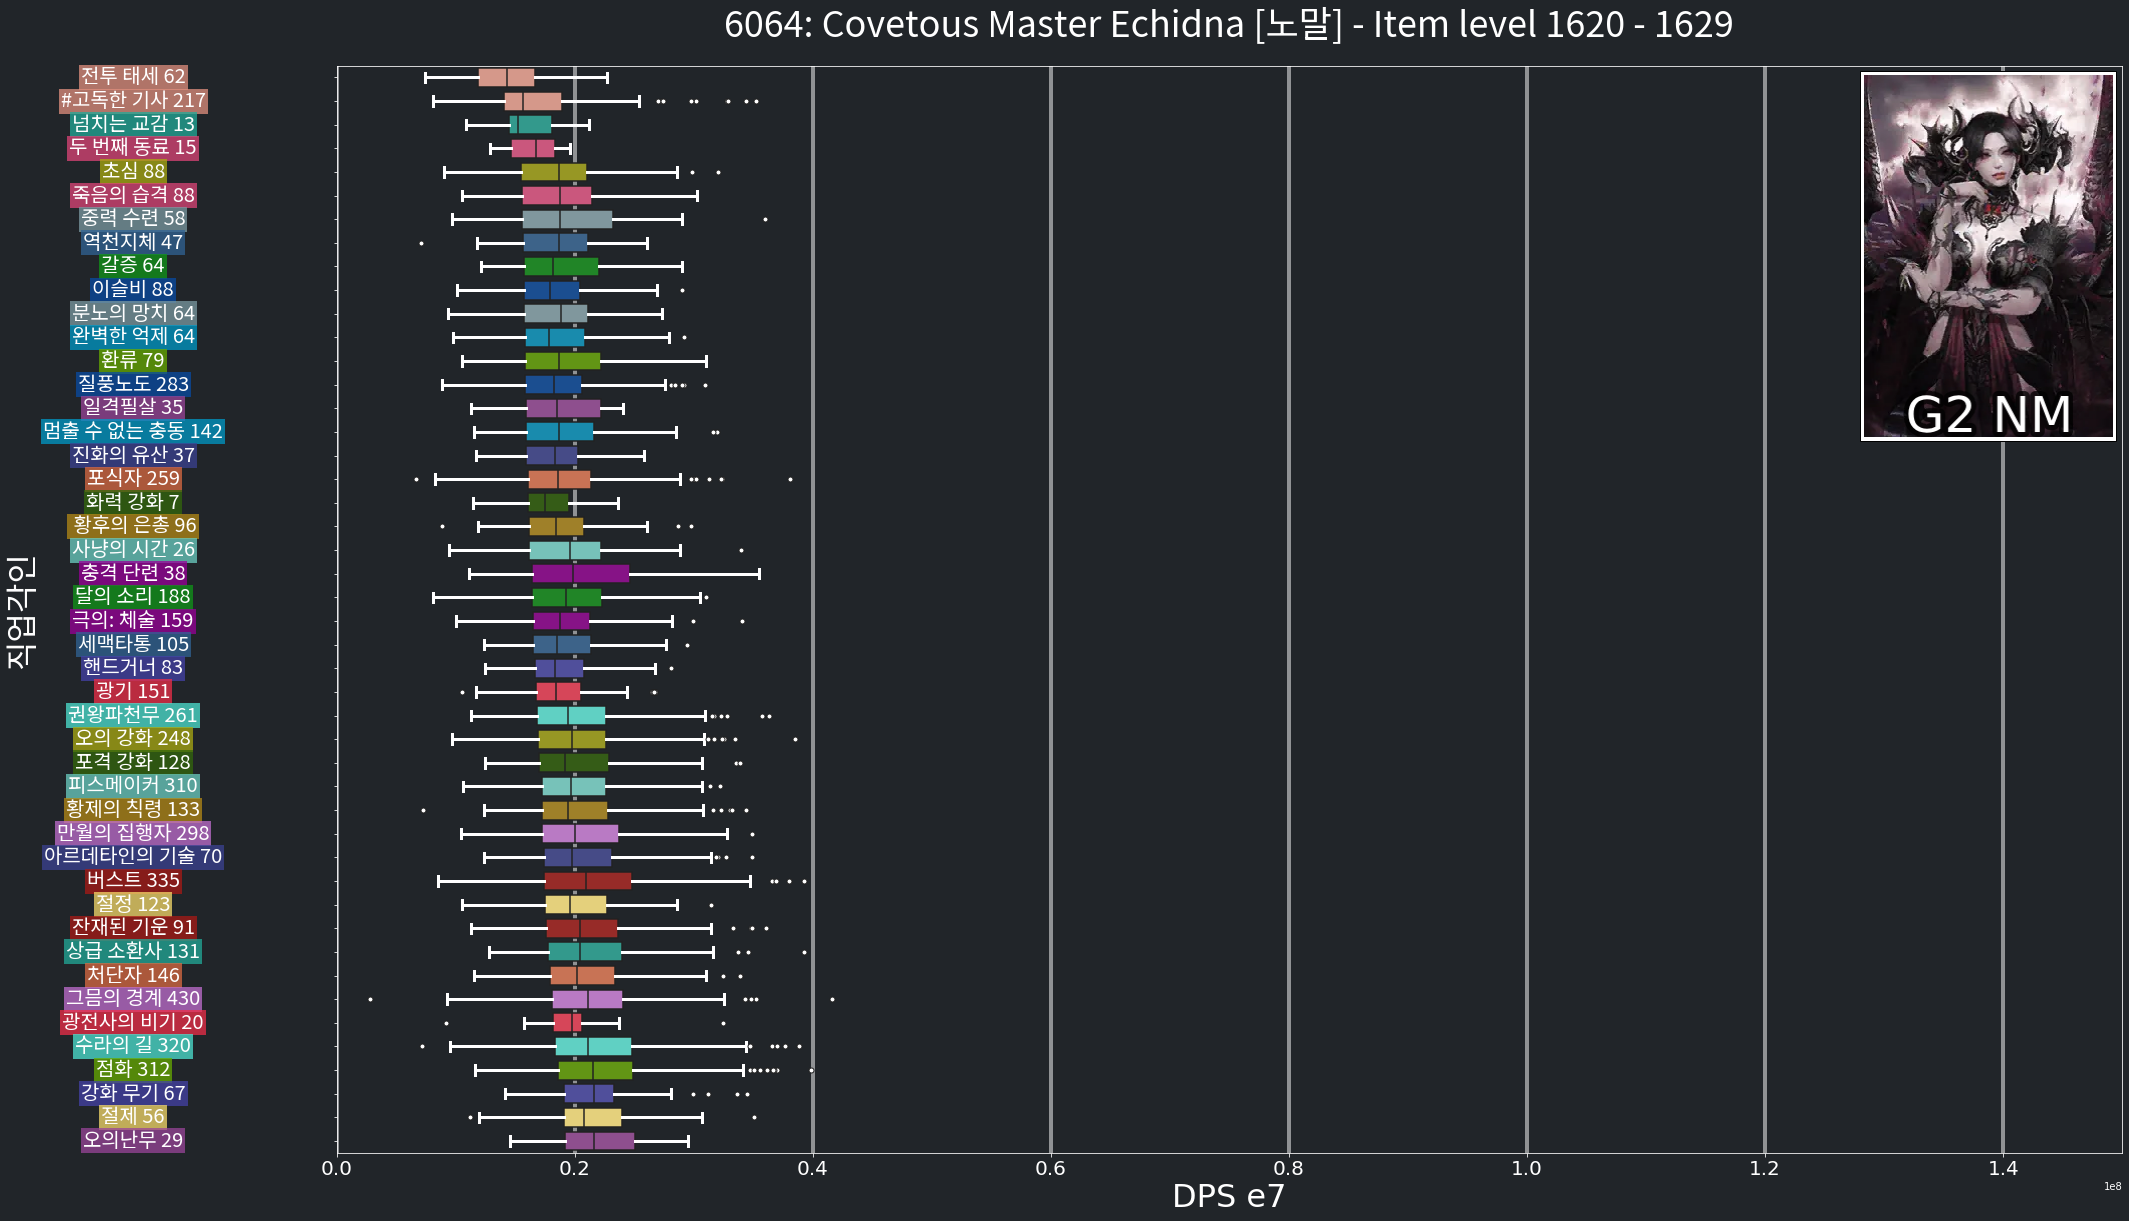 6064: Covetous Master Echidna [노말] - Item level 1620 - 1629
전투 태세 62
#고독한 기사 217
넘치는 교감 13
두 번째 동료 15
초심 88
죽음의 습격 88
중력 수련 58
역천지체 47
갈증 64
이슬비 88
분노의 망치 64
완벽한 억제 64
환류 79
질풍노도 283
일격필살 35
멈출 수 없는 충동 142
진화의 유산 37
포식자 259
화력 강화 7
황후의 은총 96
사냥의 시간 26
충격 단련 38
달의 소리 188
극의: 체술 159
세맥타통 105
핸드거너 83
광기 151
권왕파천무 261
오의 강화 248
포격 강화 128
피스메이커 310
황제의 칙령 133
만월의 집행자 298
아르데타인의 기술 70
버스트 335
절정 123
잔재된 기운 91
상급 소환사 131
처단자 146
그믐의 경계 430
광전사의 비기 20
수라의 길 320
점화 312
강화 무기 67
절제 56
오의난무 29
직업각인
G2 NM
0.0 0.2 0.4 0.6 0.8 1.0 1.2 1.4
1e8
DPS e7